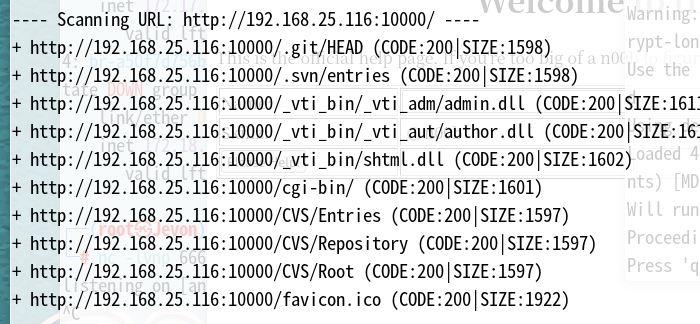 ---- Scanning URL: http://192.168.25.116:10000/ ----
+ http://192.168.25.116:10000/.git/HEAD (CODE:200|SIZE:1598)
+ http://192.168.25.116:10000/.svn/entries (CODE:200|SIZE:1598)
+ http://192.168.25.116:10000/_vti_bin/_vti_adm/admin.dll (CODE:200|SIZE:1611
+ http://192.168.25.116:10000/_vti_bin/_vti_aut/author.dll (CODE:200|SIZE:161
+ http://192.168.25.116:10000/_vti_bin/shtml.dll (CODE:200|SIZE:1602)
+ http://192.168.25.116:10000/cgi-bin/ (CODE:200|SIZE:1601)
+ http://192.168.25.116:10000/CVS/Entries (CODE:200|SIZE:1597)
+ http://192.168.25.116:10000/CVS/Repository (CODE:200|SIZE:1597)
+ http://192.168.25.116:10000/CVS/Root (CODE:200|SIZE:1597)
+ http://192.168.25.116:10000/favicon.ico (CODE:200|SIZE:1922)
Welcome
Warning:
rypt-lon
Use the
This is the official help page. If you're too big of a n00b to
tate DOWN group
link/ether
valid lft
Loaded 4
nts) [MD
Will run
Proceedi
Press 'q
(root Jevon)
listening on [an
^C